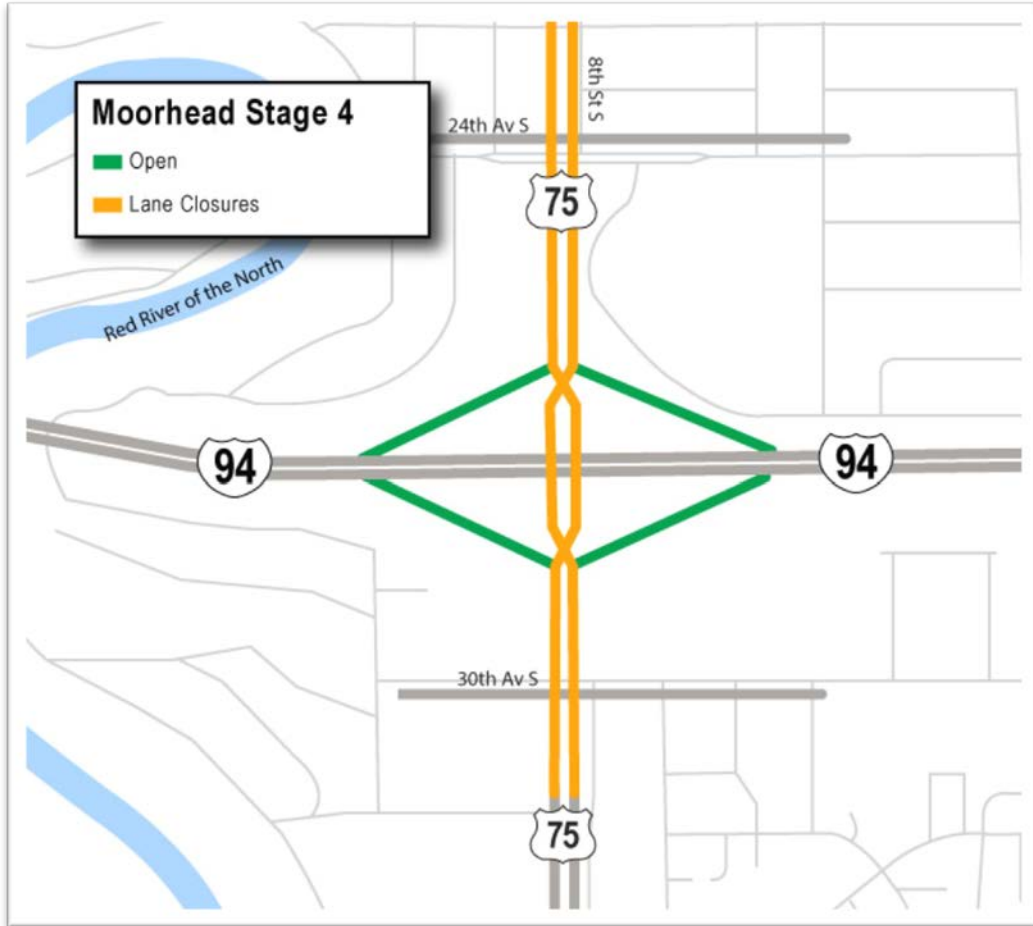 Moorhead Stage 4
Open
Lane Closures
8th St S
24th Av S
75
Red River of the North
94
94
30th Av S
75